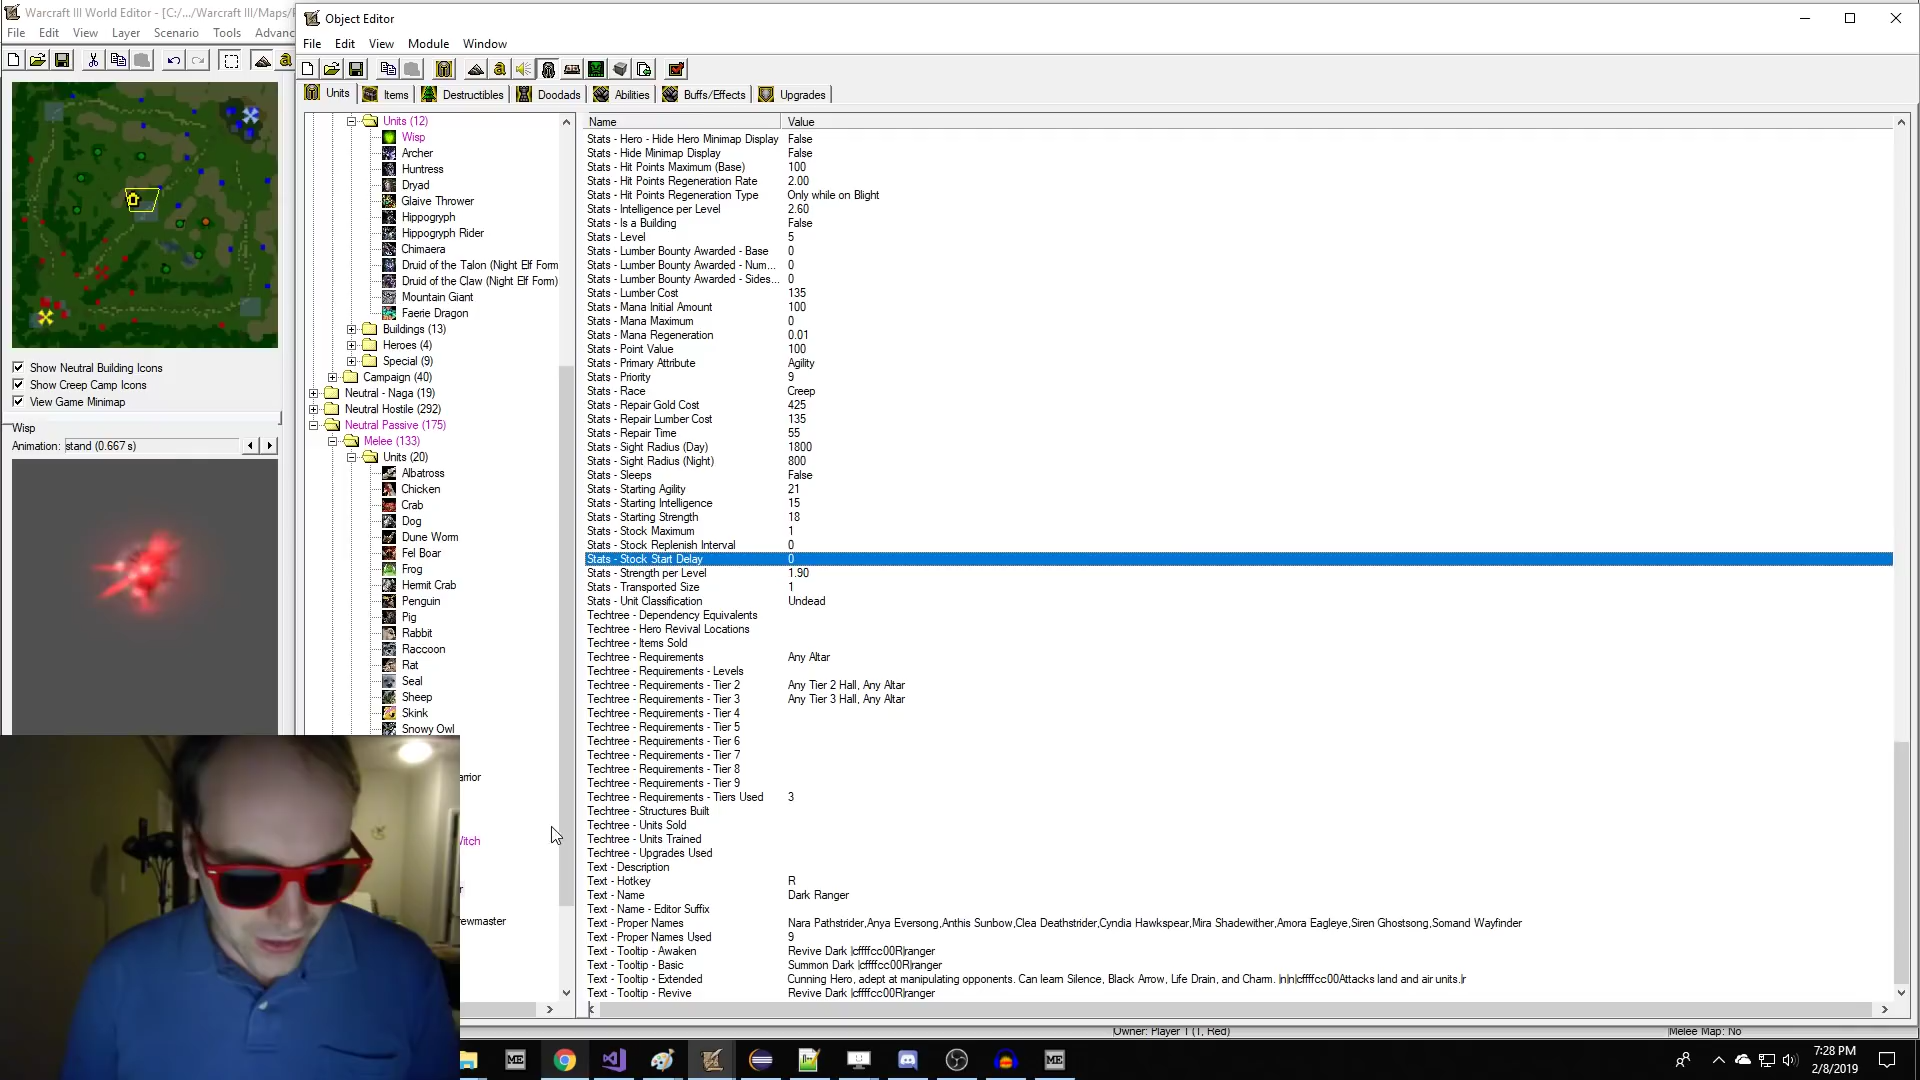 Warcraft III World Editor - [C:/.../Warcraft III/Maps/
File Edit View Layer Scenario Tools Advanc
Show Neutral Building Icons
Show Creep Camp Icons
View Game Minimap
Wisp
Animation: stand (0.667 s)
Object Editor
File Edit View Module Window
Units Items Destructibles Doodads Abilities Buffs/Effects Upgrades
Units (12)
Wisp
Archer
Huntress
Dryad
Glaive Thrower
Hippogryph
Hippogryph Rider
Chimaera
Druid of the Talon (Night Elf Form
Druid of the Claw (Night Elf Form)
Mountain Giant
Faerie Dragon
Buildings (13)
Heroes (4)
Special (9)
Campaign (40)
Neutral - Naga (19)
Neutral Hostile (292)
Neutral Passive (175)
Melee (133)
Units (20)
Albatross
Chicken
Crab
Dog
Dune Worm
Fel Boar
Frog
Hermit Crab
Penguin
Pig
Rabbit
Raccoon
Rat
Seal
Sheep
Skink
Snowy Owl
Name Value
Stats - Hero - Hide Hero Minimap Display False
Stats - Hide Minimap Display False
Stats - Hit Points Maximum (Base) 100
Stats - Hit Points Regeneration Rate 2.00
Stats - Hit Points Regeneration Type Only while on Blight
Stats - Intelligence per Level 2.60
Stats - Is a Building False
Stats - Level 5
Stats - Lumber Bounty Awarded - Base 0
Stats - Lumber Bounty Awarded - Num... 0
Stats - Lumber Bounty Awarded - Sides... 0
Stats - Lumber Cost 135
Stats - Mana Initial Amount 100
Stats - Mana Maximum 0
Stats - Mana Regeneration 0.01
Stats - Point Value 100
Stats - Primary Attribute Agility
Stats - Priority 9
Stats - Race Creep
Stats - Repair Gold Cost 425
Stats - Repair Lumber Cost 135
Stats - Repair Time 55
Stats - Sight Radius (Day) 1800
Stats - Sight Radius (Night) 800
Stats - Sleeps False
Stats - Starting Agility 21
Stats - Starting Intelligence 15
Stats - Starting Strength 18
Stats - Stock Maximum 1
Stats - Stock Replenish Interval 0
Stats - Stock Start Delay 0
Stats - Strength per Level 1.90
Stats - Transported Size 1
Stats - Unit Classification Undead
Techtree - Dependency Equivalents
Techtree - Hero Revival Locations
Techtree - Items Sold
Techtree - Requirements Any Altar
Techtree - Requirements - Levels
Techtree - Requirements - Tier 2 Any Tier 2 Hall, Any Altar
Techtree - Requirements - Tier 3 Any Tier 3 Hall, Any Altar
Techtree - Requirements - Tier 4
Techtree - Requirements - Tier 5
Techtree - Requirements - Tier 6
Techtree - Requirements - Tier 7
Techtree - Requirements - Tier 8
Techtree - Requirements - Tier 9
Techtree - Requirements - Tiers Used 3
Techtree - Structures Built
Techtree - Units Sold
Techtree - Units Trained
Techtree - Upgrades Used
Text - Description
Text - Hotkey R
Text - Name Dark Ranger
Text - Name - Editor Suffix
Text - Proper Names Nara Pathstrider,Anya Eversong,Anthis Sunbow,Clea Deathstrider,Cyndia Hawkspear,Mira Shadewither,Amora Eagleye,Siren Ghostsong,Somand Wayfinder
Text - Proper Names Used 9
Text - Tooltip - Awaken Revive Dark |cffffcc00R|ranger
Text - Tooltip - Basic Summon Dark |cffffcc00R|ranger
Text - Tooltip - Extended Cunning Hero, adept at manipulating opponents. Can learn Silence, Black Arrow, Life Drain, and Charm. |n|n|cffffcc00Attacks land and air units.|r
Text - Tooltip - Revive Revive Dark |cffffcc00R|ranger
Owner: Player 1 (1, Red) Melee Map: No
7:28 PM
2/8/2019